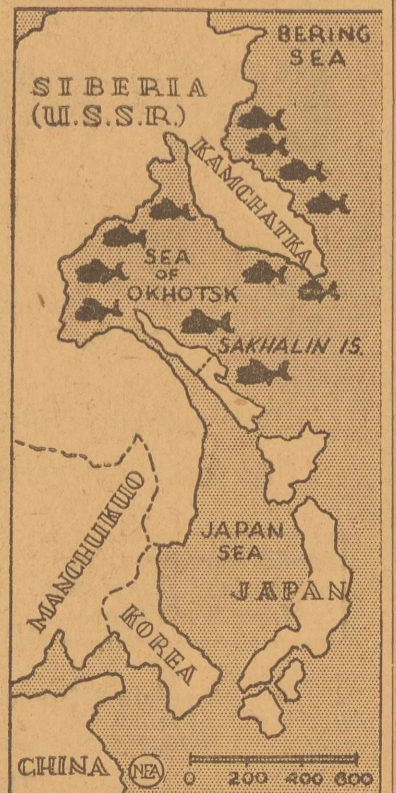 BERING
SEA
SIBERIA
(U.S.S.R.)
KAMCHATKA
SEA
OF
OKHOTSK
SAKHALIN IS.
MANCHUKUO
JAPAN
SEA
JAPAN
KOREA
CHINA
NEA
0 200 400 600